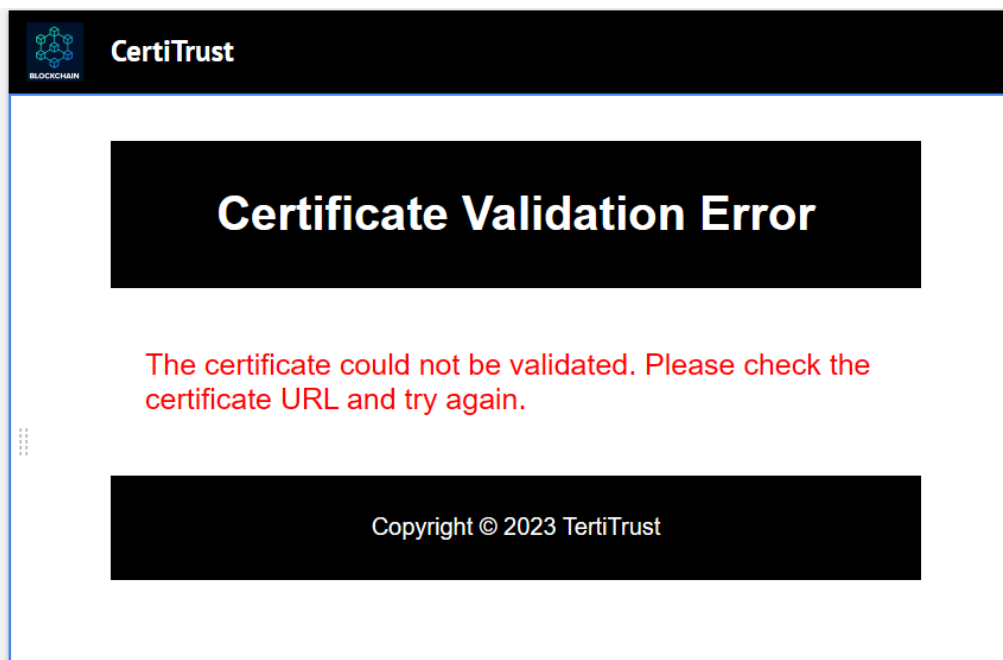 BLOCKCHAIN
CertiTrust
Certificate Validation Error
The certificate could not be validated. Please check the
certificate URL and try again.
Copyright © 2023 TertiTrust